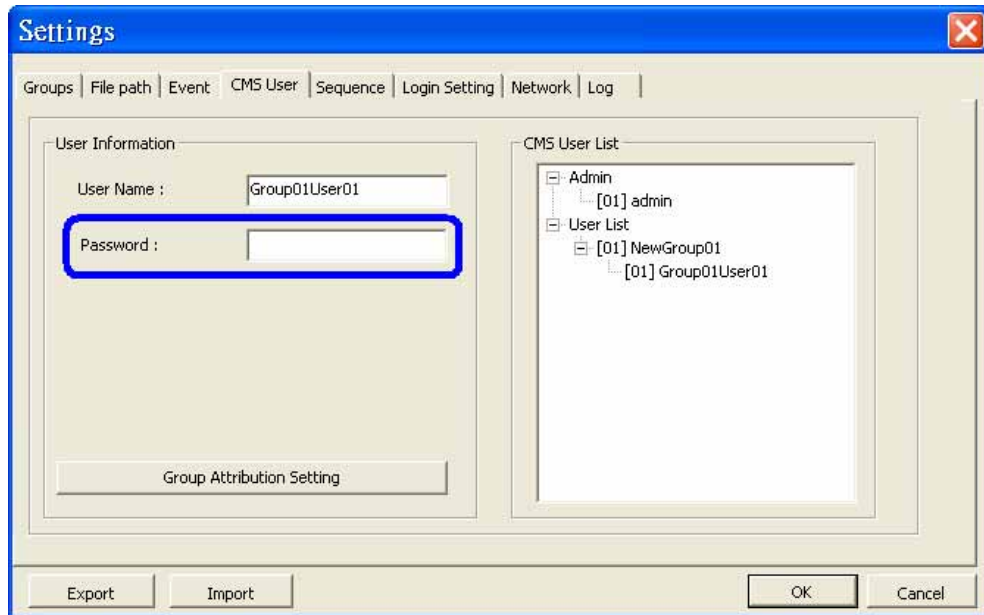 Settings
Groups File path Event CMS User Sequence Login Setting Network Log
User Information
User Name : Group01User01
Password :
Group Attribution Setting
CMS User List
Admin
[01] admin
User List
[01] NewGroup01
[01] Group01User01
Export Import OK Cancel